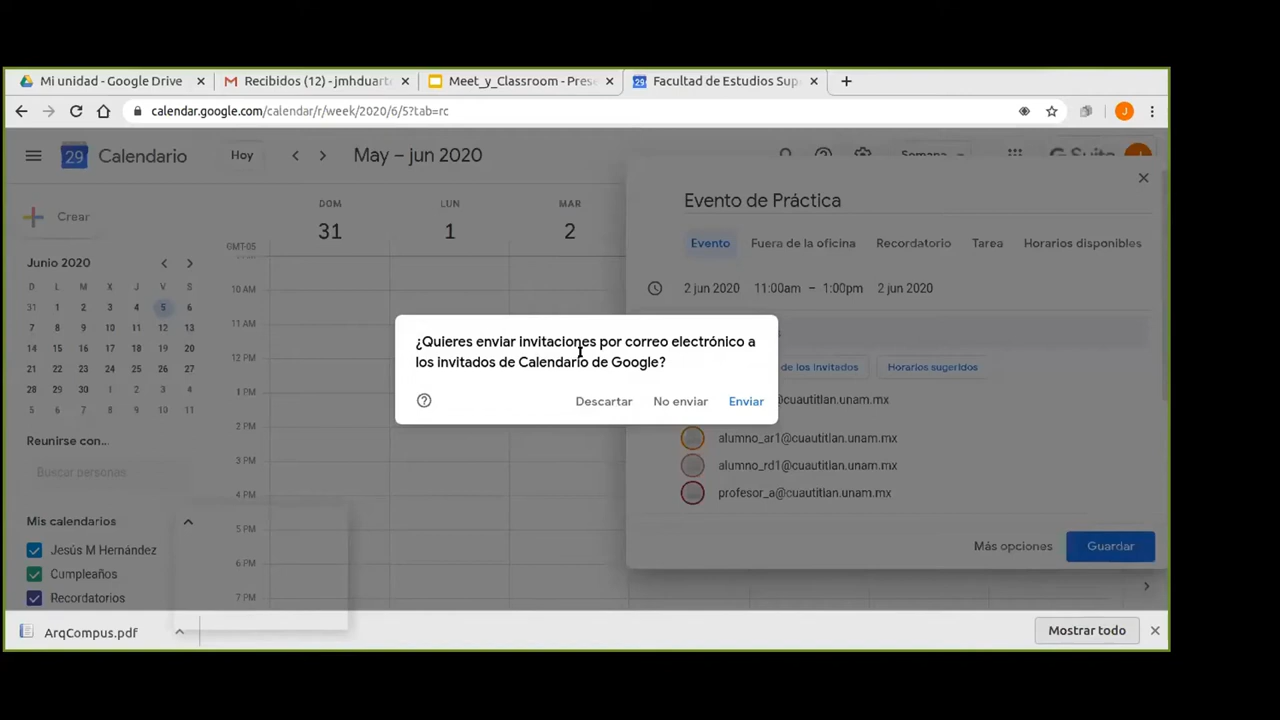 Mi unidad - Google Drive
Recibidos (12) - jmhduart
Meet_y_Classroom - Prese
Facultad de Estudios Sup
calendar.google.com/calendar/r/week/2020/6/5?tab=rc
29 Calendario
Hoy
May – jun 2020
Semana
G Suite
Crear
DOM LUN MAR
31 1 2
GMT-05
Junio 2020
D L M X J V S
31 1 2 3 4 5 6
7 8 9 10 11 12 13
14 15 16 17 18 19 20
21 22 23 24 25 26 27
28 29 30 1 2 3 4
5 6 7 8 9 10 11
10 AM
11 AM
12 PM
1 PM
2 PM
3 PM
4 PM
5 PM
6 PM
7 PM
Reunirse con...
Buscar personas
Mis calendarios
Jesús M Hernández
Cumpleaños
Recordatorios
Evento de Práctica
Evento Fuera de la oficina Recordatorio Tarea Horarios disponibles
2 jun 2020 11:00am – 1:00pm 2 jun 2020
de los invitados Horarios sugeridos
cuautitlan.unam.mx
alumno_ar1@cuautitlan.unam.mx
alumno_rd1@cuautitlan.unam.mx
profesor_a@cuautitlan.unam.mx
Más opciones Guardar
¿Quieres enviar invitaciones por correo electrónico a
los invitados de Calendario de Google?
Descartar No enviar Enviar
ArqCompus.pdf
Mostrar todo